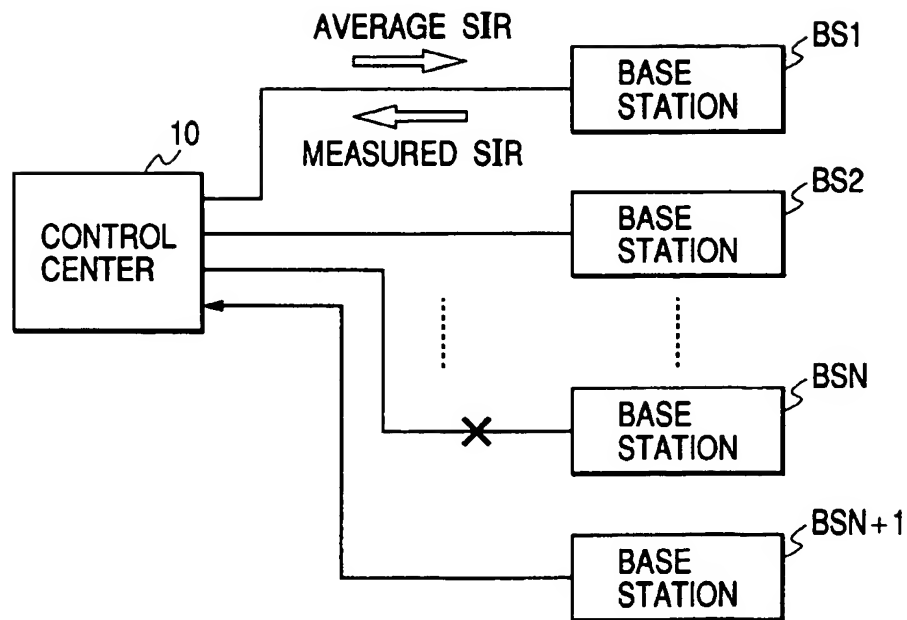 AVERAGE SIR
MEASURED SIR
10
CONTROL
CENTER
BASE
STATION
BS1
BASE
STATION
BS2
BASE
STATION
BSN
BASE
STATION
BSN+1